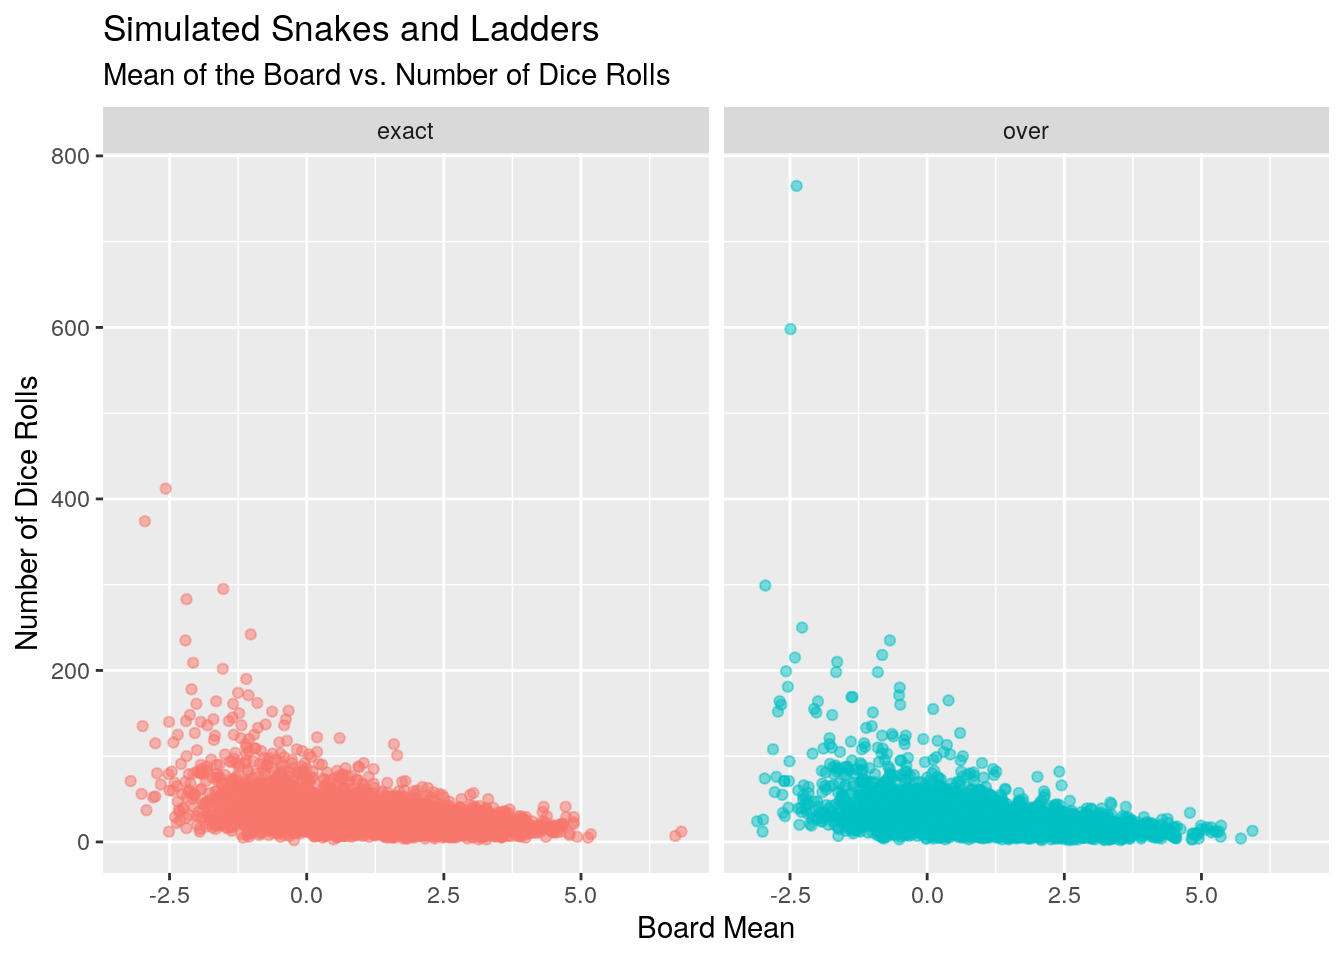 Simulated Snakes and Ladders
Mean of the Board vs. Number of Dice Rolls
exact
over
Number of Dice Rolls
800
600
400
200
0
-2.5 0.0 2.5 5.0
-2.5 0.0 2.5 5.0
Board Mean